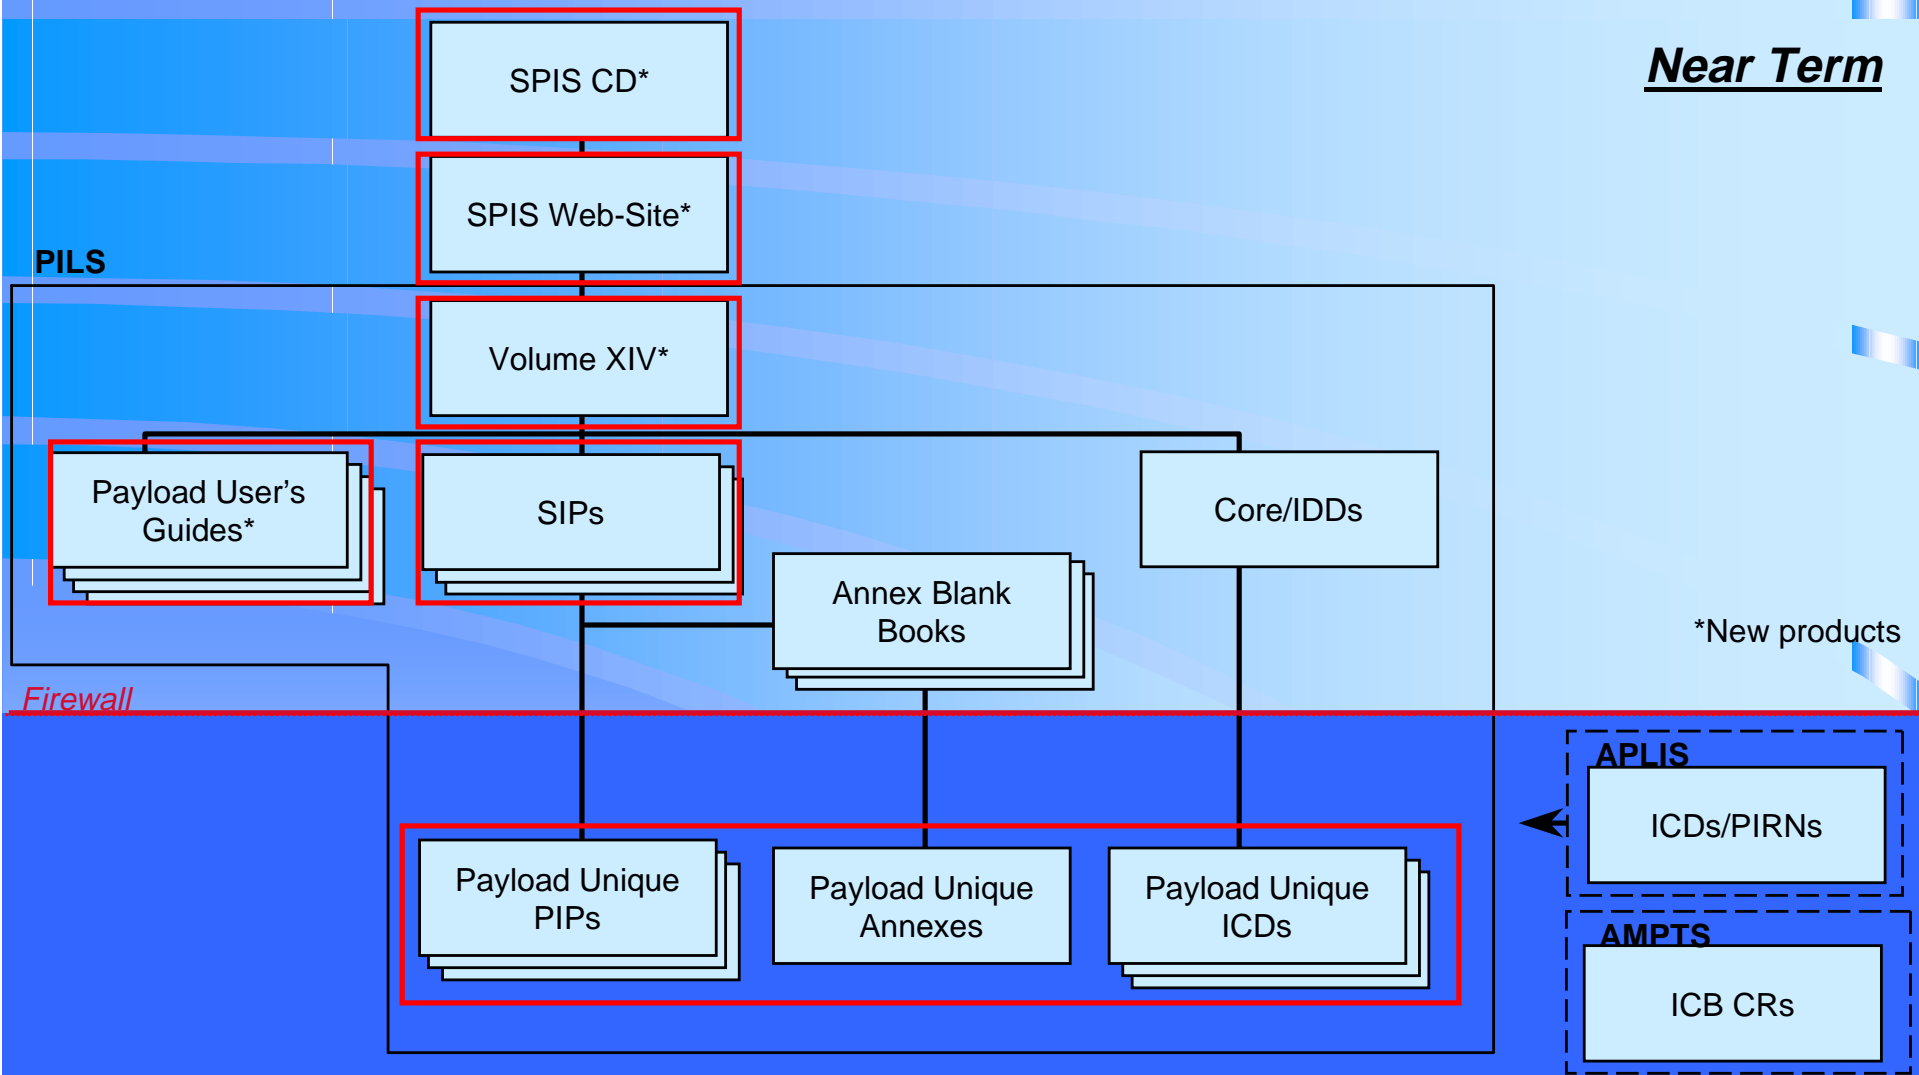 SPIS CD*
Near Term
SPIS Web-Site*
PILS
Volume XIV*
Payload User’s
Guides*
SIPs
Core/IDDs
Annex Blank
Books
*New products
Firewall
APLIS
ICDs/PIRNs
Payload Unique
PIPs
Payload Unique
Annexes
Payload Unique
ICDs
AMPTS
ICB CRs